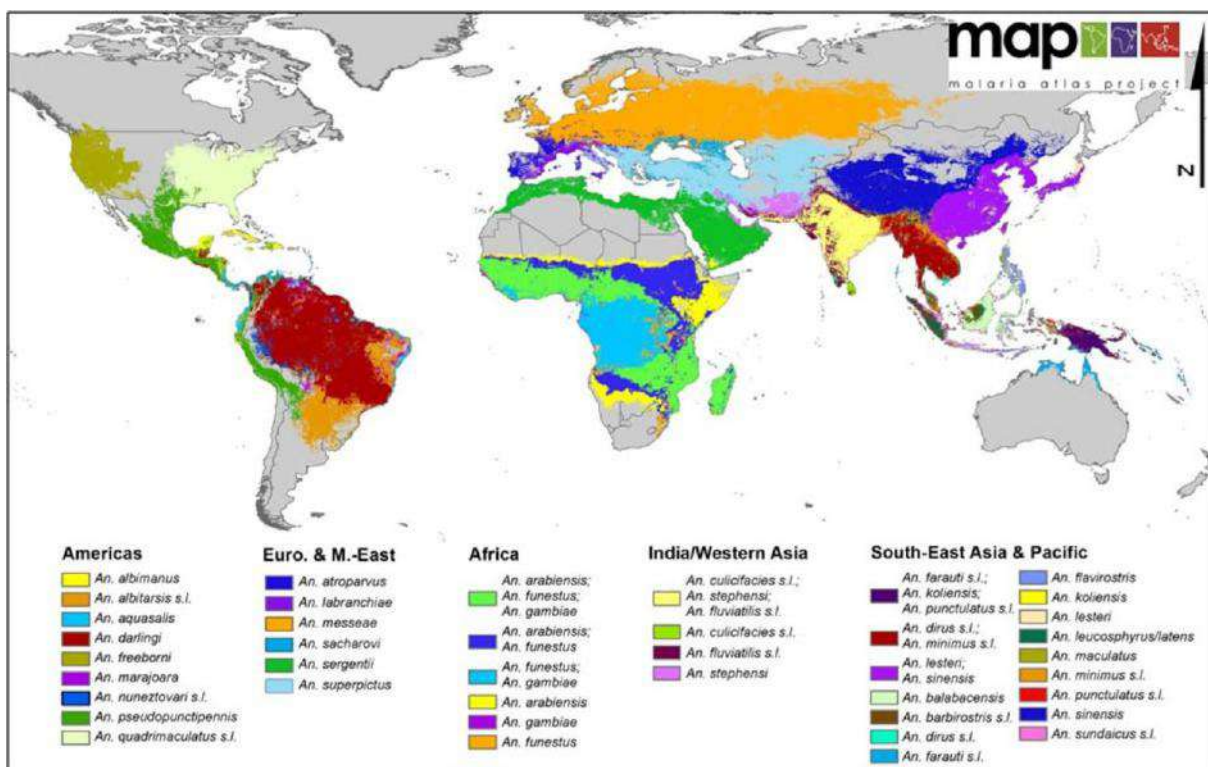 map
malaria atlas project
N
Americas
An. albimanus
An. albitarsis s.l.
An. aquasalis
An. darlingi
An. freeborni
An. marajoara
An. nuneztovari s.l.
An. pseudopunctipennis
An. quadrimaculatus s.l.
Euro. & M.-East
An. atroparvus
An. labranchiae
An. messeae
An. sacharovi
An. sergentii
An. superpictus
Africa
An. arabiensis;
An. funestus;
An. gambiae
An. arabiensis;
An. funestus
An. funestus;
An. gambiae
An. arabiensis
An. gambiae
An. funestus
India/Western Asia
An. culicifacies s.l.;
An. stephensi;
An. fluviatilis s.l.
An. culicifacies s.l.
An. fluviatilis s.l.
An. stephensi
South-East Asia & Pacific
An. farauti s.l.;
An. koliensis;
An. punctulatus s.l.
An. dirus s.l.;
An. minimus s.l.
An. lesteri;
An. sinensis
An. balabacensis
An. barbirostris s.l.
An. dirus s.l.
An. farauti s.l.
An. flavirostris
An. koliensis
An. lesteri
An. leucosphyrus/latens
An. maculatus
An. minimus s.l.
An. punctulatus s.l.
An. sinensis
An. sundaicus s.l.